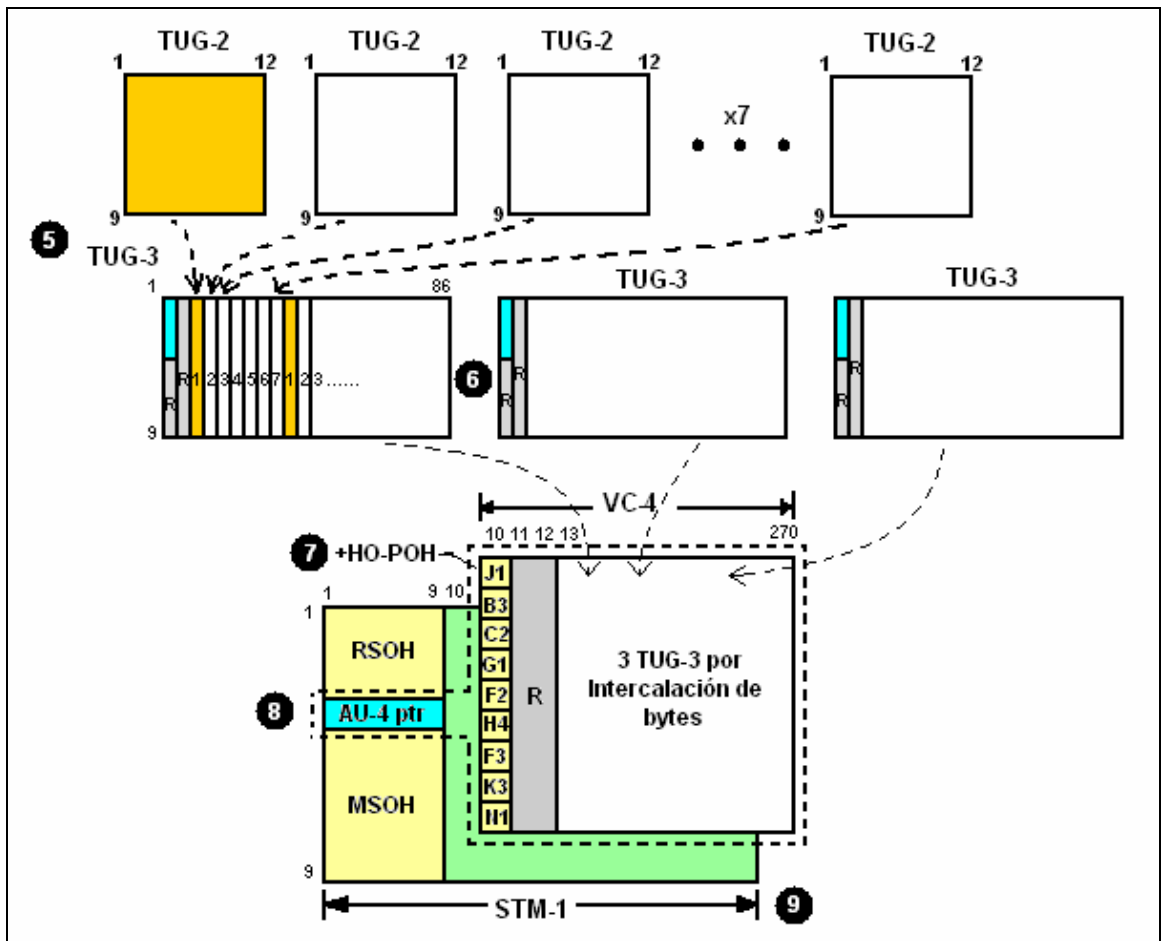 TUG-2 TUG-2 TUG-2 TUG-2
1 12 1 12 1 12 1 12
x7
9 9 9 9
5
TUG-3 TUG-3 TUG-3
1 86
R R 1 2 3 4 5 6 7 1 2 3 ......
6
R R
R R
9
VC-4
10 11 12 13 270
7 +HO-POH
J1
B3
C2
G1
F2
H4
F3
K3
N1
R
3 TUG-3 por
Intercalación de
bytes
1 9 10
1
RSOH
8
AU-4 ptr
MSOH
9
STM-1
9